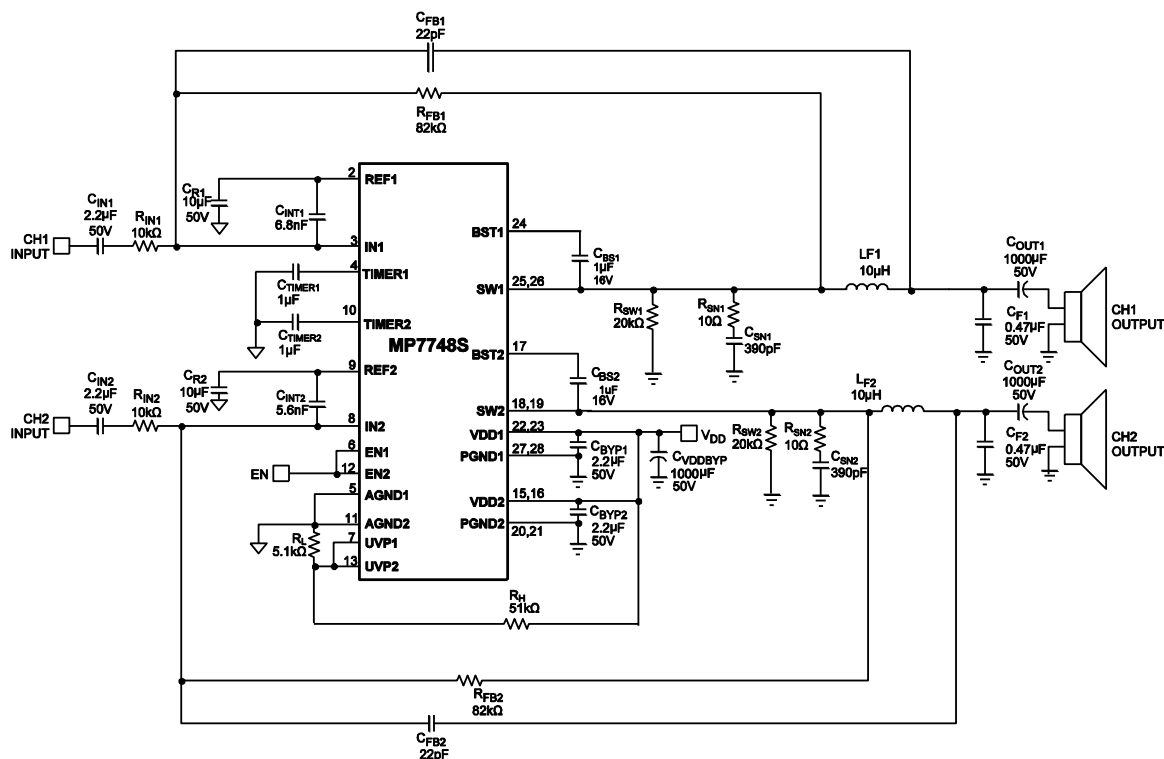 CFB1
22pF
RFB1
82kΩ
CR1
10µF
50V
2
REF1
CINT1
6.8nF
CIN1
2.2µF
50V
RIN1
10kΩ
CH1
INPUT
3
IN1
4
TIMER1
CTIMER1
1µF
10
TIMER2
CTIMER2
1µF
MP7748S
24
BST1
CBS1
1µF
16V
25,26
SW1
RSW1
20kΩ
RSN1
10Ω
CSN1
390pF
LF1
10µH
COUT1
1000µF
50V
CF1
0.47µF
50V
CH1
OUTPUT
9
REF2
CR2
10µF
50V
CINT2
5.6nF
CIN2
2.2µF
50V
RIN2
10kΩ
CH2
INPUT
8
IN2
17
BST2
CBS2
1uF
16V
18,19
SW2
RSW2
20kΩ
RSN2
10Ω
CSN2
390pF
LF2
10µH
COUT2
1000µF
50V
CF2
0.47µF
50V
CH2
OUTPUT
6
EN1
EN
12
EN2
5
AGND1
11
AGND2
RL
5.1kΩ
7
UVP1
13
UVP2
22,23
VDD1
VDD
CBYP1
2.2µF
50V
27,28
PGND1
CVDDBYP
1000µF
50V
15,16
VDD2
CBYP2
2.2µF
50V
PGND2
20,21
RH
51kΩ
RFB2
82kΩ
CFB2
22pF